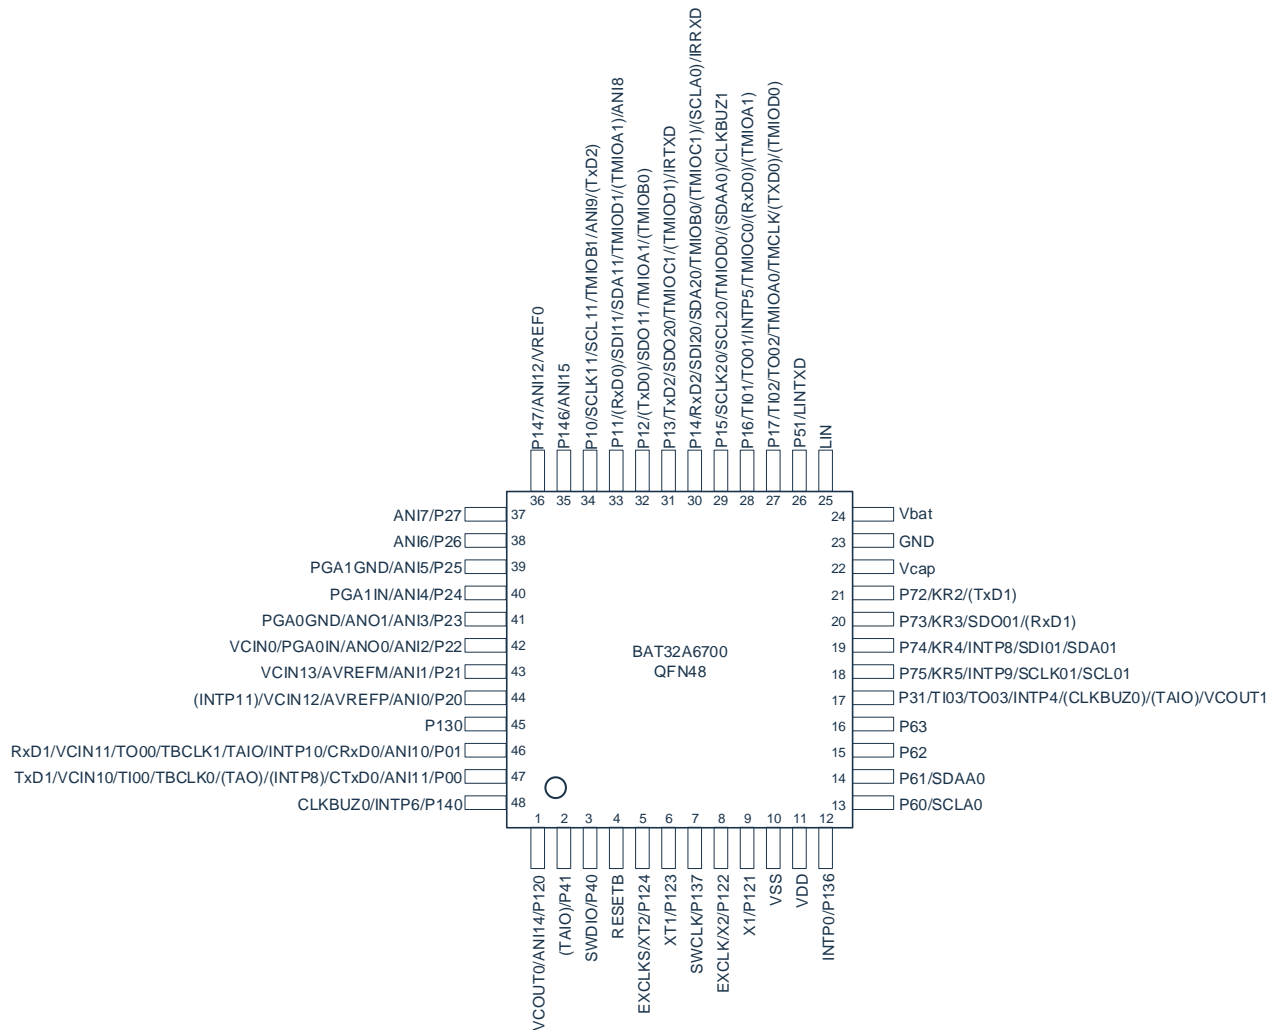 P147/ANI12/VREF0
P146/ANI15
P10/SCLK11/SCL11/TMIOB1/ANI9/(TxD2)
P11/(RxD0)/SDI11/SDA11/TMIOD1/(TMIOA1)/ANI8
P12/(TxD0)/SDO11/TMIOA1/(TMIOB0)
P13/TxD2/SDO20/TMIOC1/(TMIOD1)/IRTXD
P14/RxD2/SDI20/SDA20/TMIOB0/(TMIOC1)/(SCLA0)/IRRXD
P15/SCLK20/SCL20/TMIOD0/(SDAA0)/CLKBUZ1
P16/TI01/TO01/INTP5/TMIOC0/(RxD0)/(TMIOA1)
P17/TI02/TO02/TMIOA0/TMCLK/(TXD0)/(TMIOD0)
P51/LINTXD
LIN
36 35 34 33 32 31 30 29 28 27 26 25
ANI7/P27 37
ANI6/P26 38
PGA1GND/ANI5/P25 39
PGA1IN/ANI4/P24 40
PGA0GND/ANO1/ANI3/P23 41
VCIN0/PGA0IN/ANO0/ANI2/P22 42
VCIN13/AVREFM/ANI1/P21 43
(INTP11)/VCIN12/AVREFP/ANI0/P20 44
P130 45
RxD1/VCIN11/TO00/TBCLK1/TAIO/INTP10/CRxD0/ANI10/P01 46
TxD1/VCIN10/TI00/TBCLK0/(TAO)/(INTP8)/CTxD0/ANI11/P00 47
CLKBUZ0/INTP6/P140 48
BAT32A6700
QFN48
24 Vbat
23 GND
22 Vcap
21 P72/KR2/(TxD1)
20 P73/KR3/SDO01/(RxD1)
19 P74/KR4/INTP8/SDI01/SDA01
18 P75/KR5/INTP9/SCLK01/SCL01
17 P31/TI03/TO03/INTP4/(CLKBUZ0)/(TAIO)/VCOUT1
16 P63
15 P62
14 P61/SDAA0
13 P60/SCLA0
1 2 3 4 5 6 7 8 9 10 11 12
VCOUT0/ANI14/P120
(TAIO)/P41
SWDIO/P40
RESETB
EXCLKS/XT2/P124
XT1/P123
SWCLK/P137
EXCLK/X2/P122
X1/P121
VSS
VDD
INTP0/P136